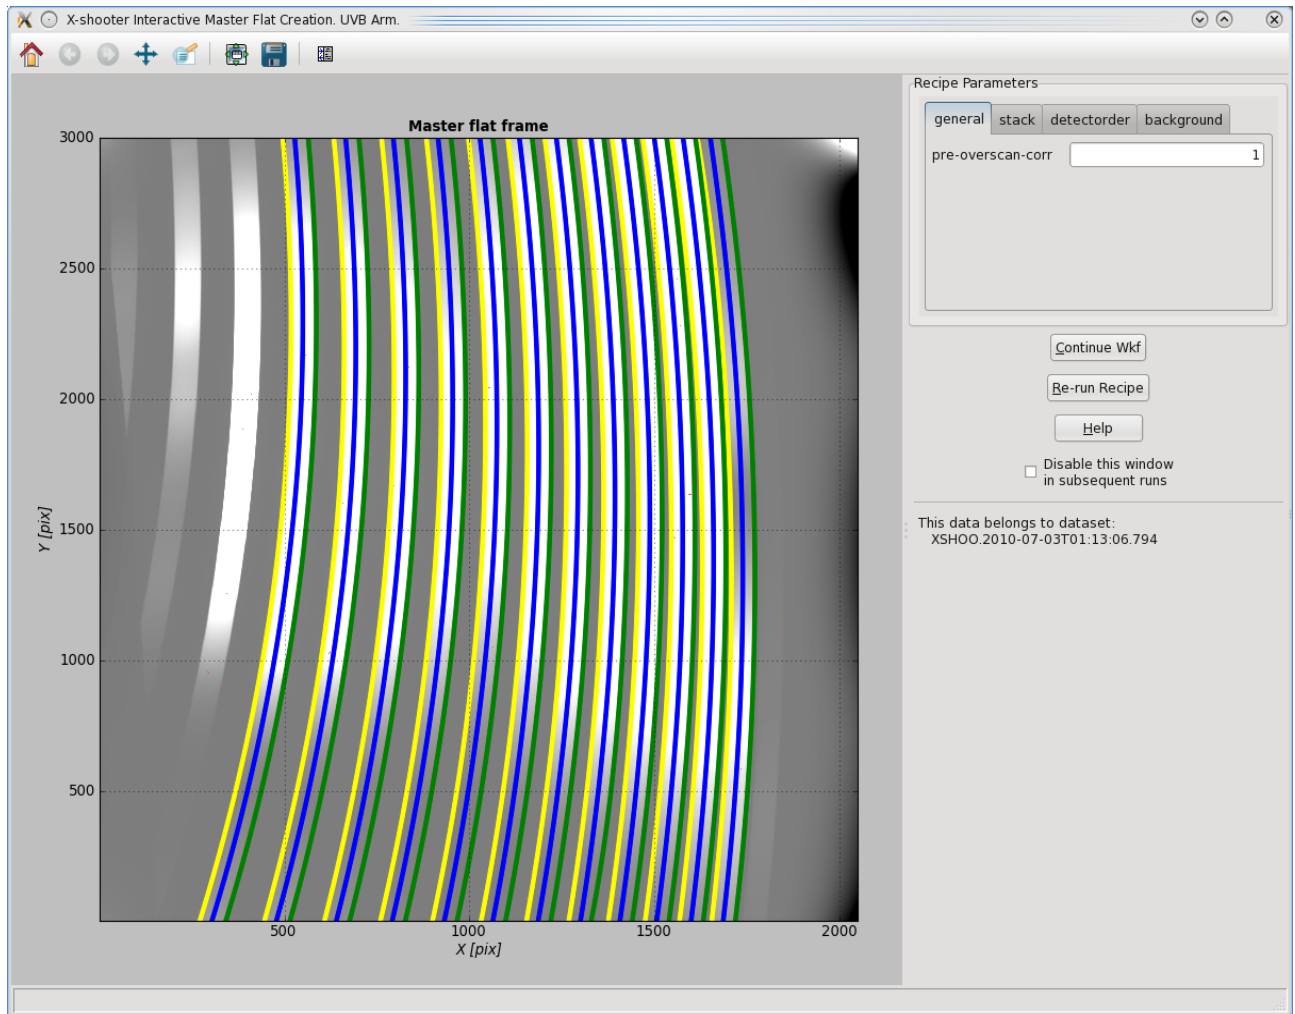 X-shooter Interactive Master Flat Creation. UVB Arm.
Recipe Parameters
general stack detectororder background
pre-overscan-corr 1
Master flat frame
3000
2500
2000
1500
1000
500
Y [pix]
500 1000 1500 2000
X [pix]
Continue Wkf
Re-run Recipe
Help
Disable this window
in subsequent runs
This data belongs to dataset:
XSHOO.2010-07-03T01:13:06.794